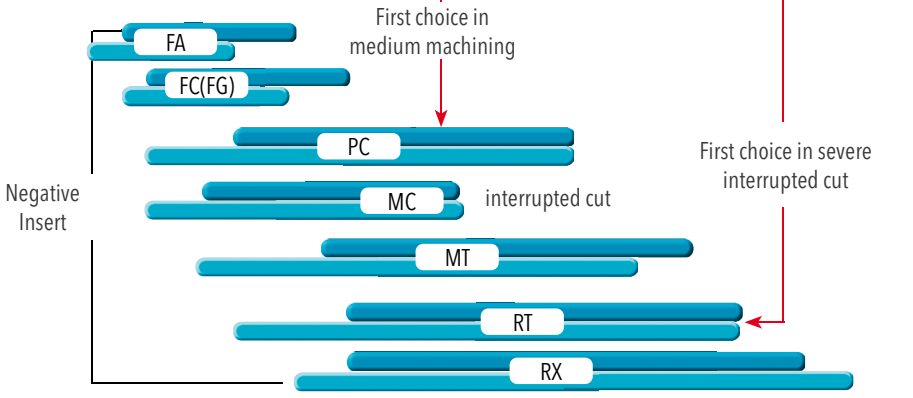 First choice in
medium machining
FA
FC(FG)
PC
First choice in severe
interrupted cut
Negative
Insert
MC
interrupted cut
MT
RT
RX